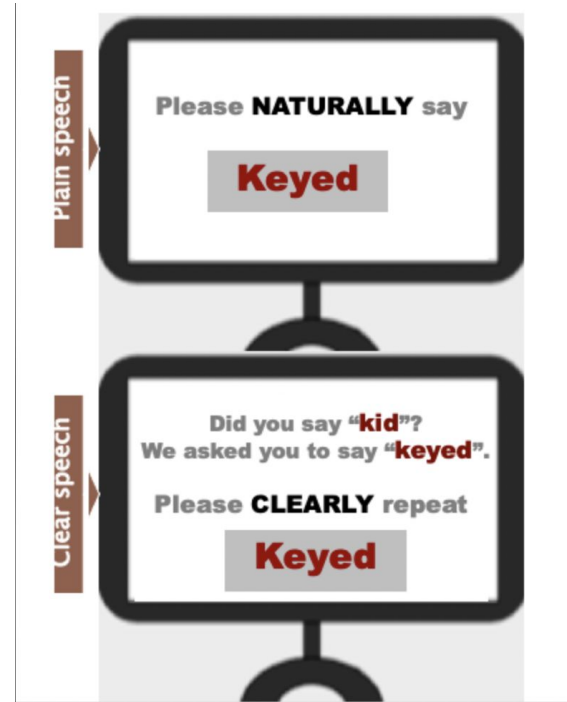 Plain speech
Please NATURALLY say
Keyed
Clear speech
Did you say “kid”?
We asked you to say “keyed”.
Please CLEARLY repeat
Keyed